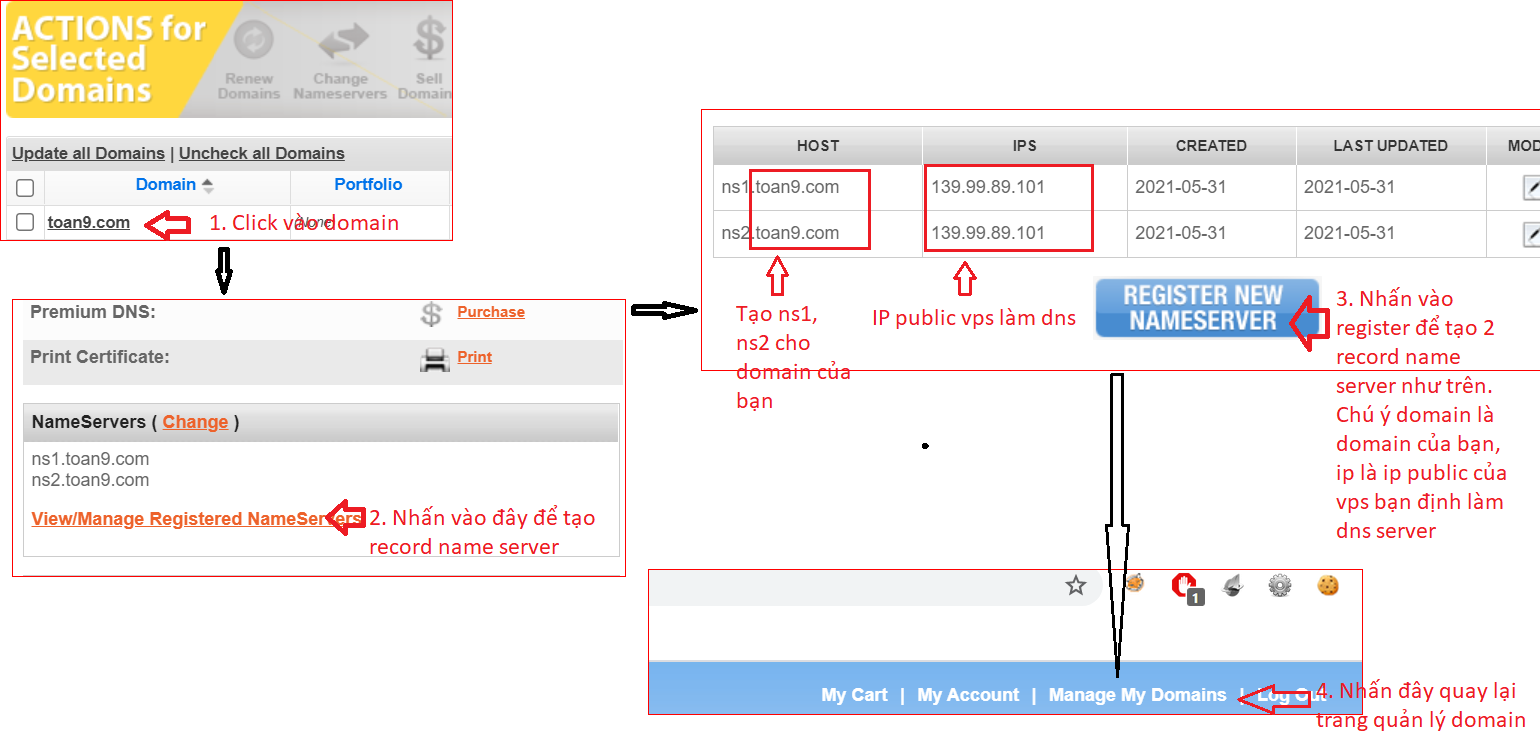 ACTIONS for
Selected
Domains
Renew
Domains
Change
Nameservers
Sell
Domain
Update all Domains | Uncheck all Domains
Domain
Portfolio
toan9.com
(None
1. Click vào domain
Premium DNS:
Purchase
Print Certificate:
Print
NameServers ( Change )
ns1.toan9.com
ns2.toan9.com
View/Manage Registered NameServers
2. Nhấn vào đây để tạo
record name server
HOST
IPS
CREATED
LAST UPDATED
MOD
ns1.toan9.com
139.99.89.101
2021-05-31
2021-05-31
ns2.toan9.com
139.99.89.101
2021-05-31
2021-05-31
Tạo ns1,
ns2 cho
domain của
bạn
IP public vps làm dns
REGISTER NEW
NAMESERVER
3. Nhấn vào
register để tạo 2
record name
server như trên.
Chú ý domain là
domain của bạn,
ip là ip public của
vps bạn định làm
dns server
1
My Cart | My Account | Manage My Domains | Log Out
4. Nhấn đây quay lại
trang quản lý domain